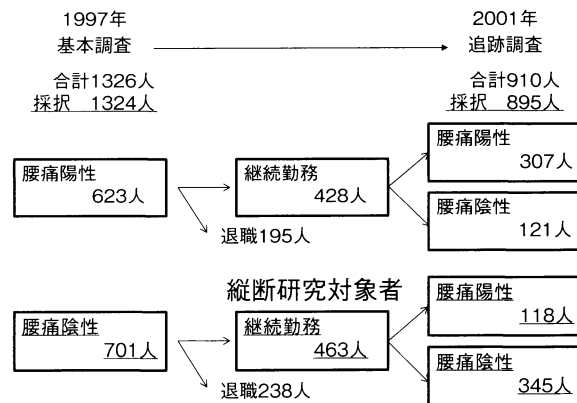 1997年
基本調査
2001年
追跡調査
合計1326人
採択 1324人
合計910人
採択 895人
腰痛陽性
623人
継続勤務
428人
退職195人
腰痛陽性
307人
腰痛陰性
121人
縦断研究対象者
腰痛陰性
701人
継続勤務
463人
退職238人
腰痛陽性
118人
腰痛陰性
345人